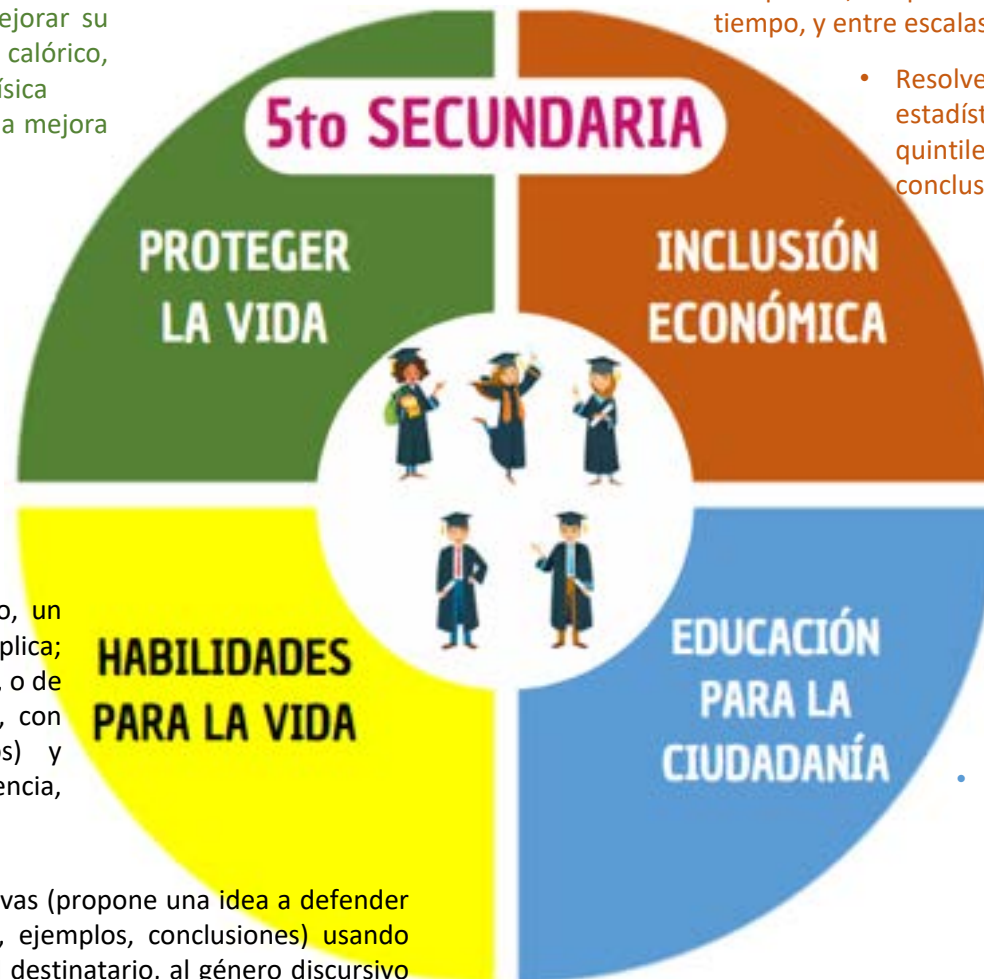 ejorar su
calórico,
ísica
a mejora
tiempo, y entre escalas
• Resolve
estadíst
quintile
conclus
5to SECUNDARIA
PROTEGER
LA VIDA
INCLUSIÓN
ECONÓMICA
o, un
plica;
, o de
, con
os) y
encia,
HABILIDADES
PARA LA VIDA
EDUCACIÓN
PARA LA
CIUDADANÍA
•
vas (propone una idea a defender
, ejemplos, conclusiones) usando
destinatario, al género discursivo